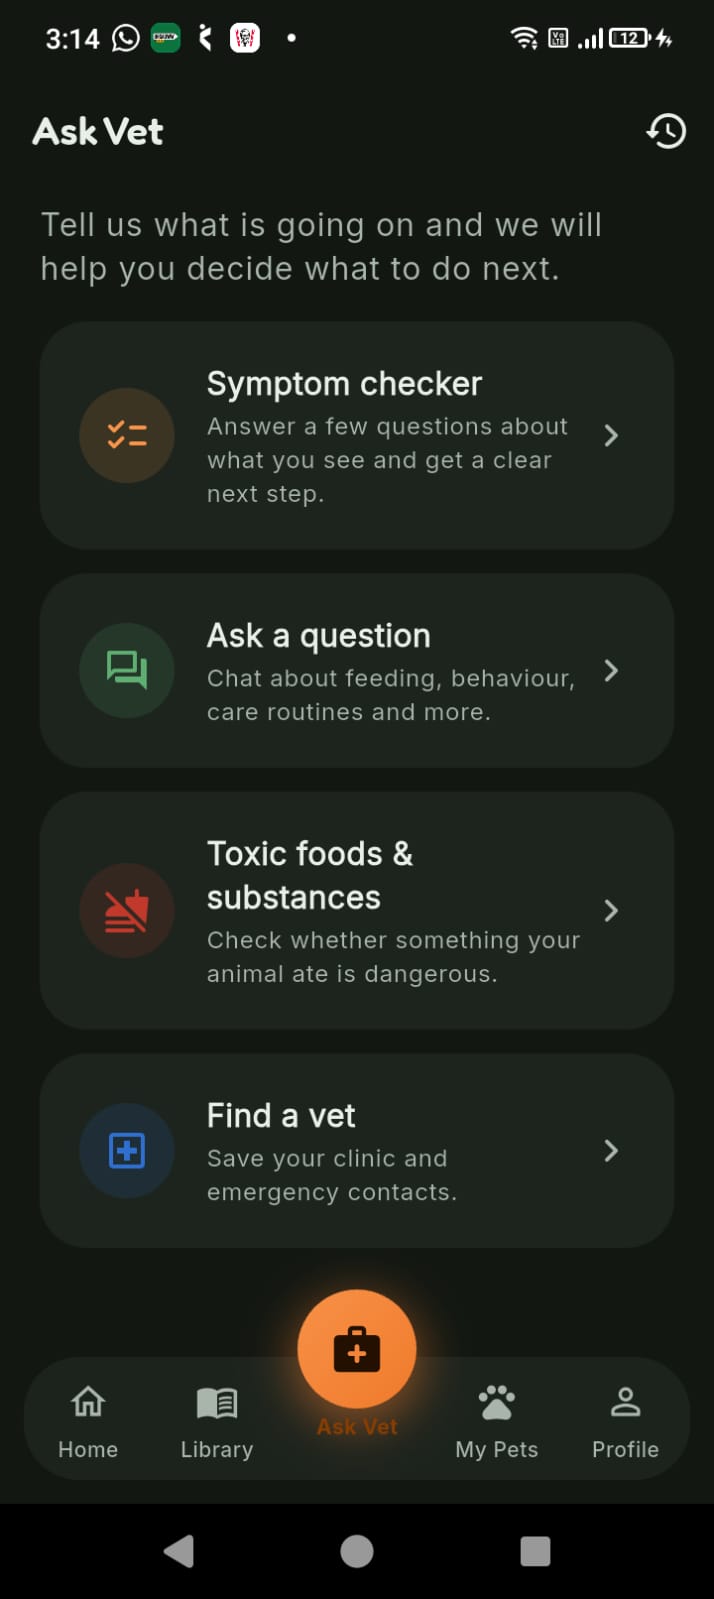 3:14
Vo
LTE
12
Ask Vet
Tell us what is going on and we will
help you decide what to do next.
Symptom checker
Answer a few questions about
what you see and get a clear
next step.
Ask a question
Chat about feeding, behaviour,
care routines and more.
Toxic foods &
substances
Check whether something your
animal ate is dangerous.
Find a vet
Save your clinic and
emergency contacts.
Home
Library
Ask Vet
My Pets
Profile